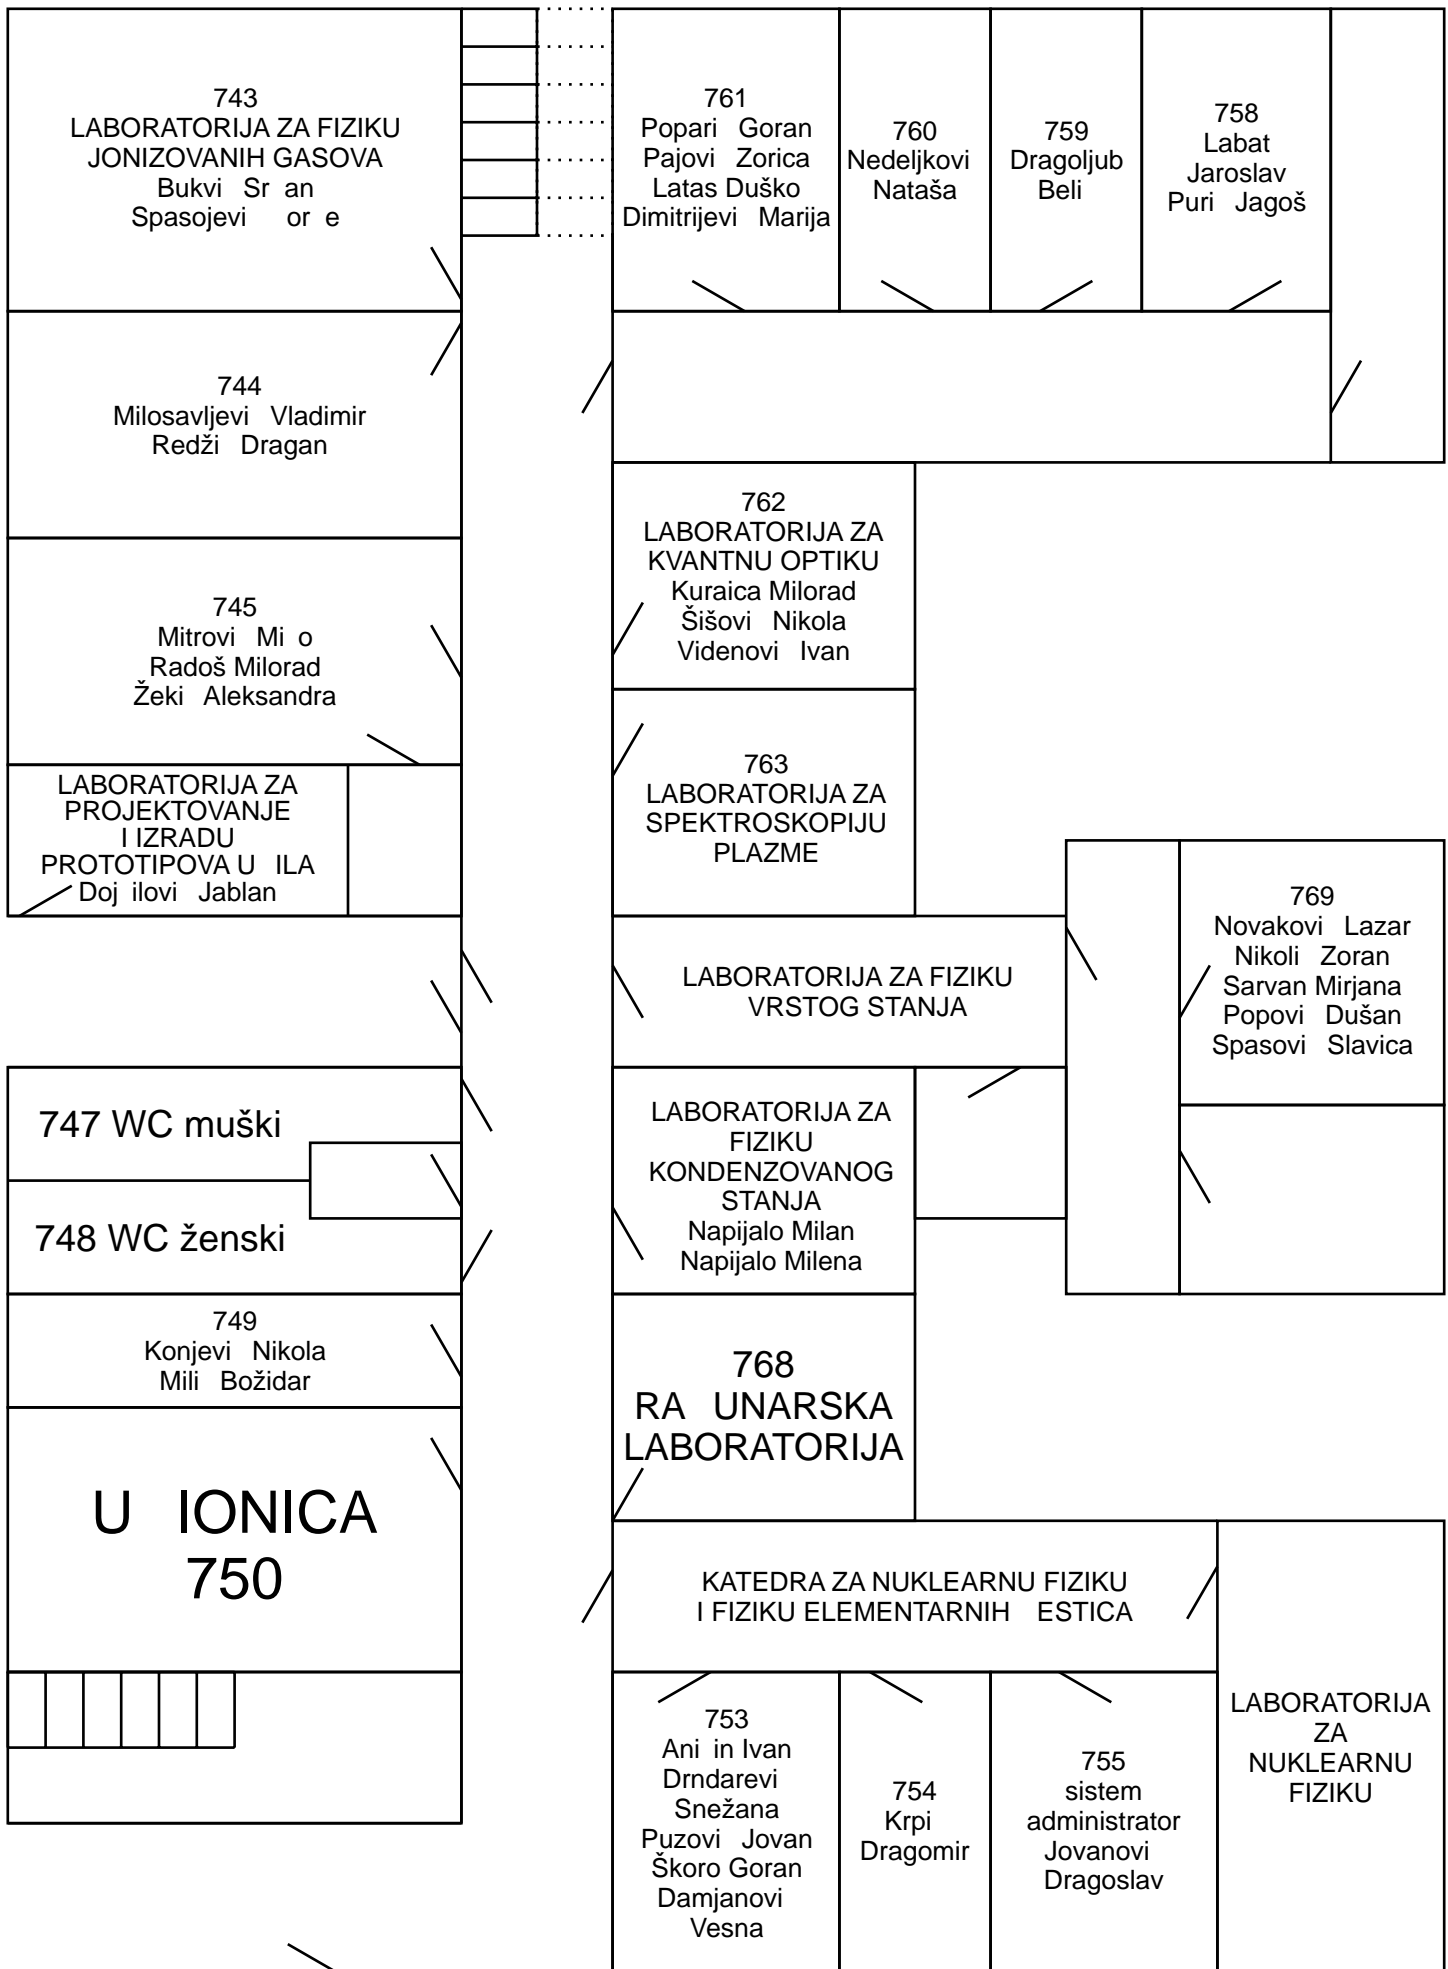 743
LABORATORIJA ZA FIZIKU
JONIZOVANIH GASOVA
Bukvi Sr an
Spasojevi or e
761
Popari Goran
Pajovi Zorica
Latas Duško
Dimitrijevi Marija
760
Nedeljkovi
Nataša
759
Dragoljub
Beli
758
Labat
Jaroslav
Puri Jagoš
744
Milosavljevi Vladimir
Redži Dragan
762
LABORATORIJA ZA
KVANTNU OPTIKU
Kuraica Milorad
Šišovi Nikola
Videnovi Ivan
745
Mitrovi Mi o
Radoš Milorad
Žeki Aleksandra
763
LABORATORIJA ZA
SPEKTROSKOPIJU
PLAZME
LABORATORIJA ZA
PROJEKTOVANJE
I IZRADU
PROTOTIPOVA U ILA
Doj ilovi Jablan
769
Novakovi Lazar
Nikoli Zoran
Sarvan Mirjana
Popovi Dušan
Spasovi Slavica
LABORATORIJA ZA FIZIKU
VRSTOG STANJA
747 WC muški
748 WC ženski
LABORATORIJA ZA
FIZIKU
KONDENZOVANOG
STANJA
Napijalo Milan
Napijalo Milena
749
Konjevi Nikola
Mili Božidar
768
RA UNARSKA
LABORATORIJA
U IONICA
750
KATEDRA ZA NUKLEARNU FIZIKU
I FIZIKU ELEMENTARNIH ESTICA
753
Ani in Ivan
Drndarevi
Snežana
Puzovi Jovan
Škoro Goran
Damjanovi
Vesna
754
Krpi
Dragomir
755
sistem
administrator
Jovanovi
Dragoslav
LABORATORIJA
ZA
NUKLEARNU
FIZIKU